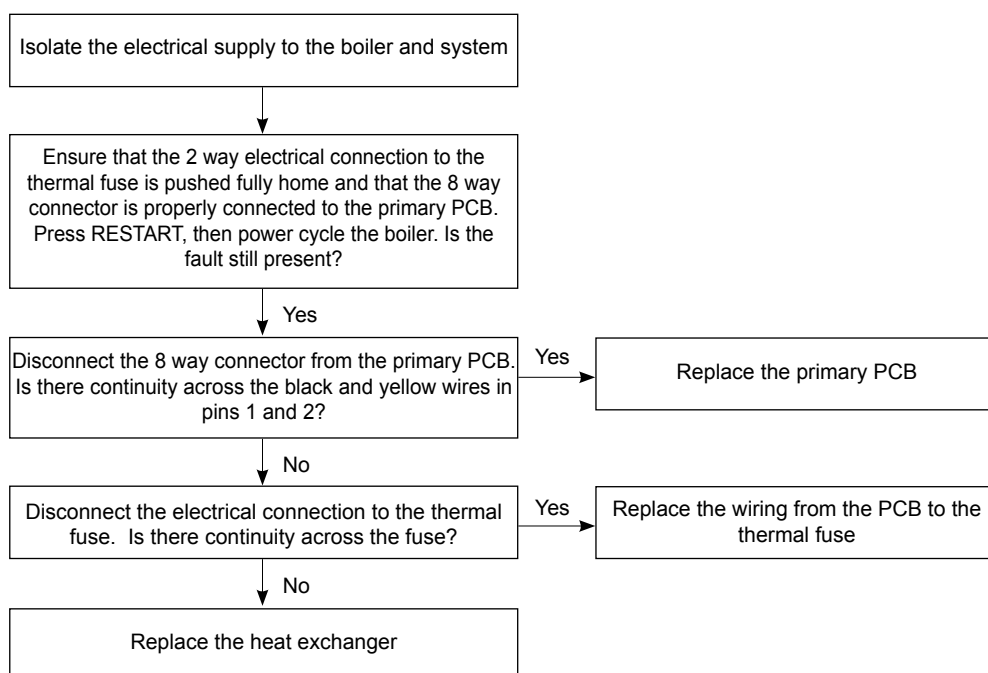 Isolate the electrical supply to the boiler and system
Ensure that the 2 way electrical connection to the
thermal fuse is pushed fully home and that the 8 way
connector is properly connected to the primary PCB.
Press RESTART, then power cycle the boiler. Is the
fault still present?
Yes
Disconnect the 8 way connector from the primary PCB.
Is there continuity across the black and yellow wires in
pins 1 and 2?
Yes
Replace the primary PCB
No
Disconnect the electrical connection to the thermal
fuse.  Is there continuity across the fuse?
Yes
Replace the wiring from the PCB to the
thermal fuse
No
Replace the heat exchanger